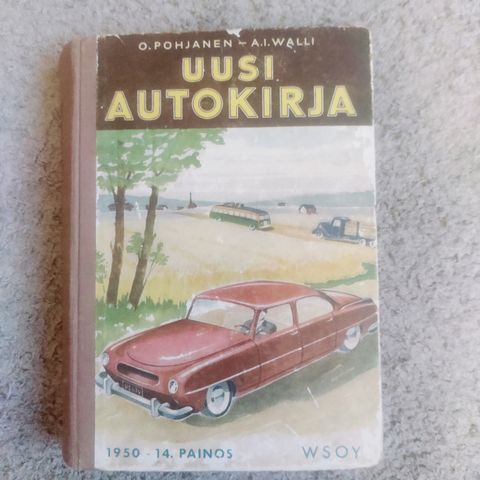 O. POHJANEN – A.I. WALLI
UUSI
AUTOKIRJA
1950 - 14. PAINOS WSOY